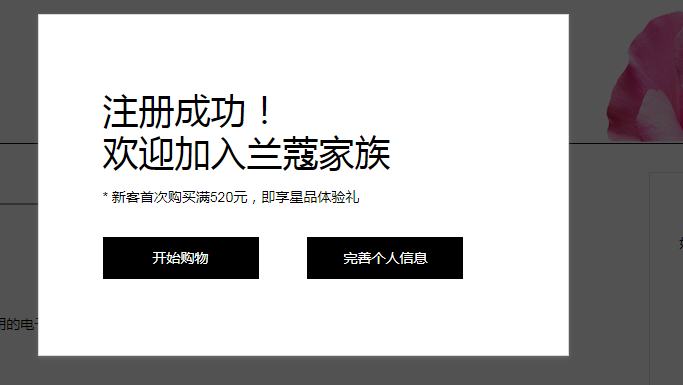 注册成功！
欢迎加入兰蔻家族
* 新客首次购买满520元，即享星品体验礼
开始购物
完善个人信息
的电